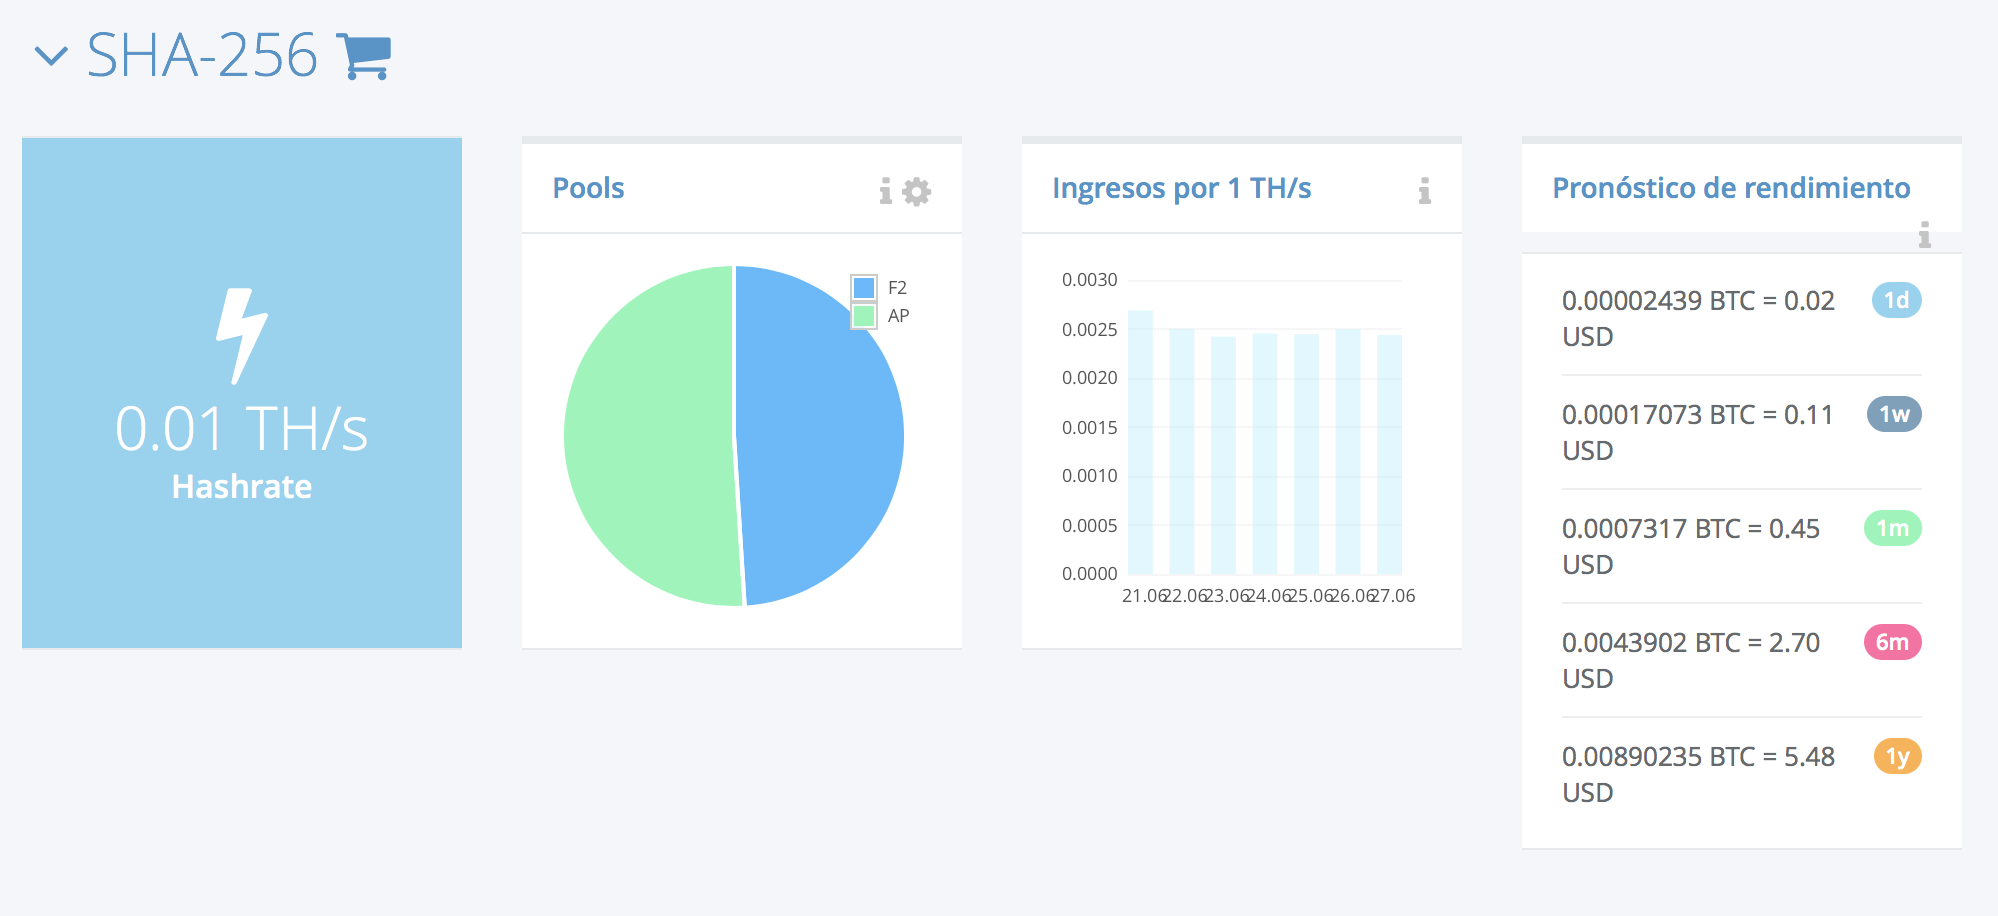 SHA-256
0.01 TH/s
Hashrate
Pools
F2
AP
Ingresos por 1 TH/s
0.0030
0.0025
0.0020
0.0015
0.0010
0.0005
0.0000
21.06 22.06 23.06 24.06 25.06 26.06 27.06
Pronóstico de rendimiento
0.00002439 BTC = 0.02 1d
USD
0.00017073 BTC = 0.11 1w
USD
0.0007317 BTC = 0.45 1m
USD
0.0043902 BTC = 2.70 6m
USD
0.00890235 BTC = 5.48 1y
USD